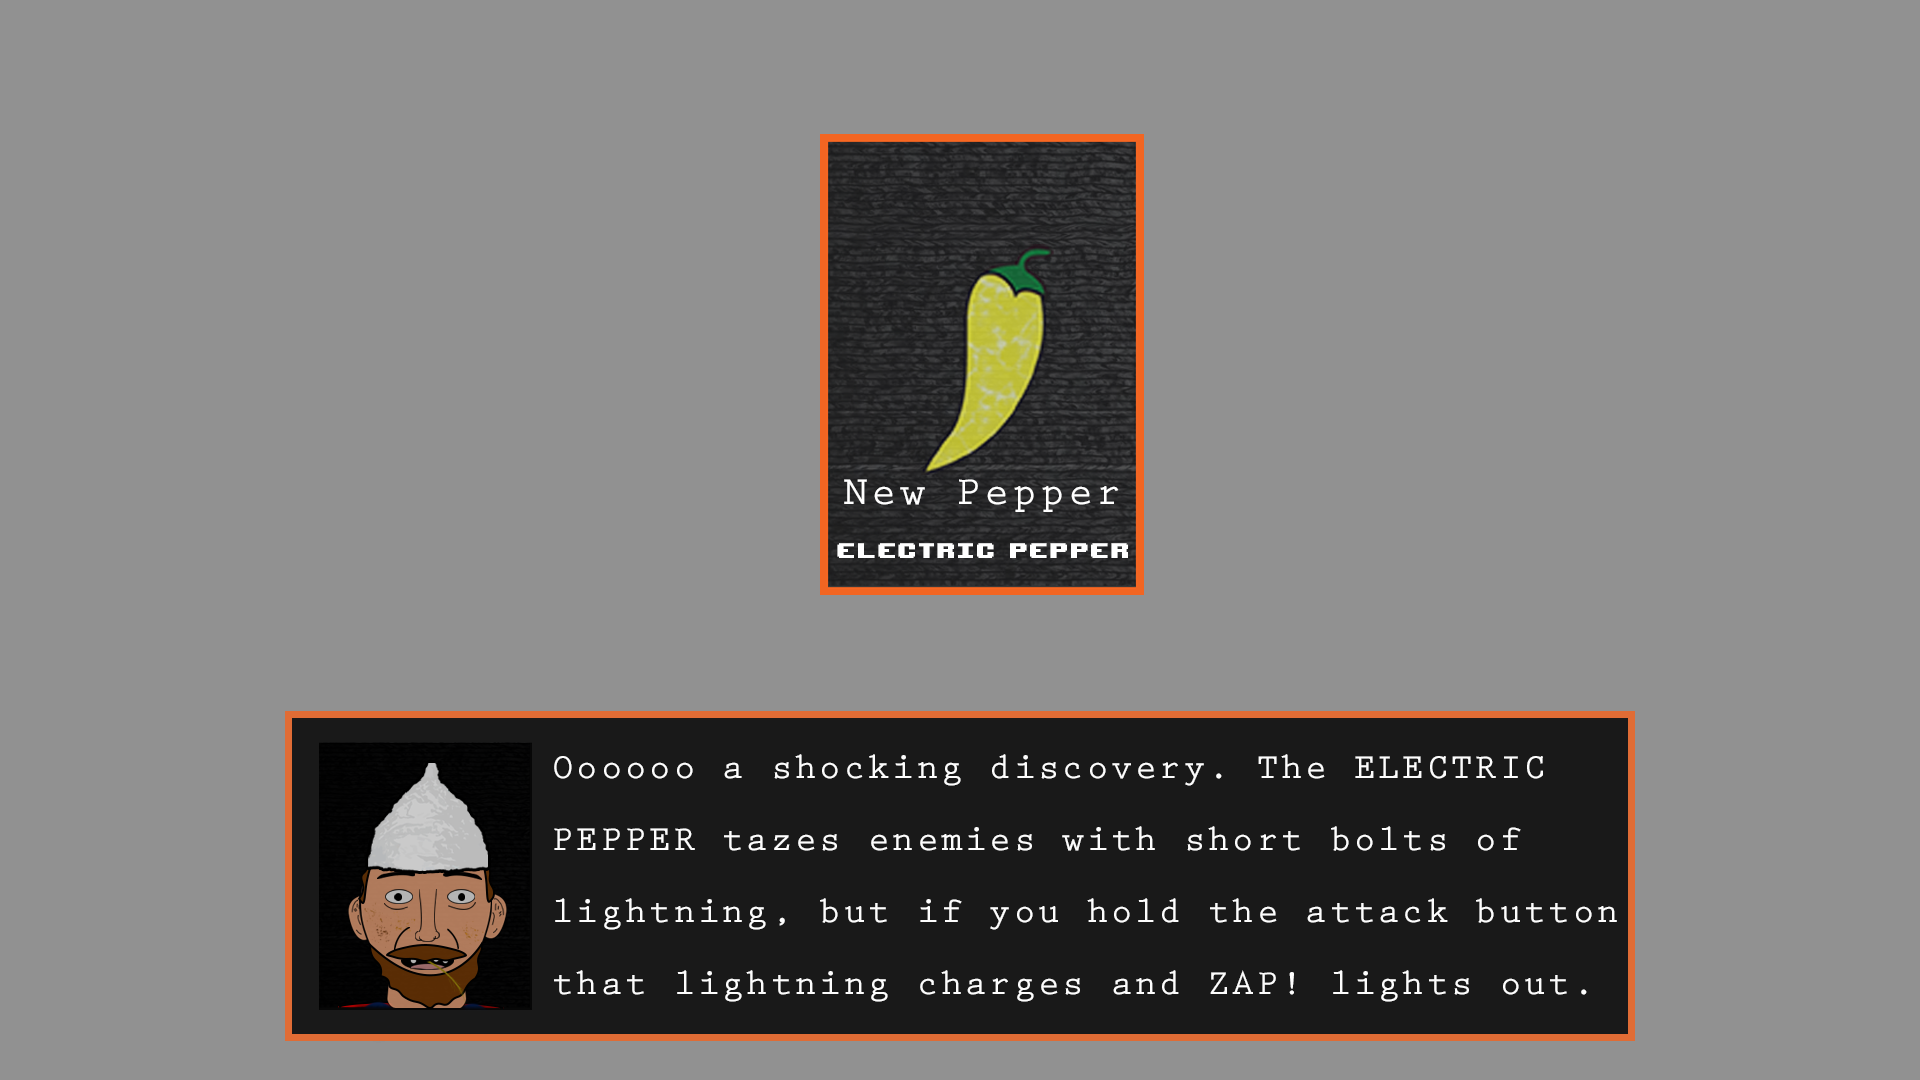 New Pepper
ELECTRIC PEPPER
Oooooo a shocking discovery. The ELECTRIC
PEPPER tazes enemies with short bolts of
lightning, but if you hold the attack button
that lightning charges and ZAP! lights out.